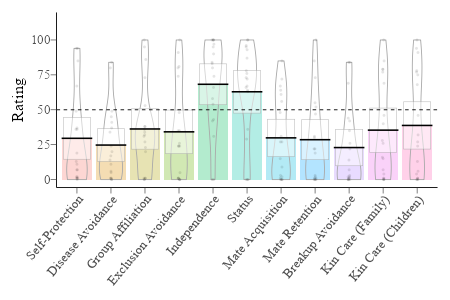 Rating
100
75
50
25
0
Self-Protection
Disease Avoidance
Group Affiliation
Exclusion Avoidance
Independence
Status
Mate Acquisition
Mate Retention
Breakup Avoidance
Kin Care (Family)
Kin Care (Children)